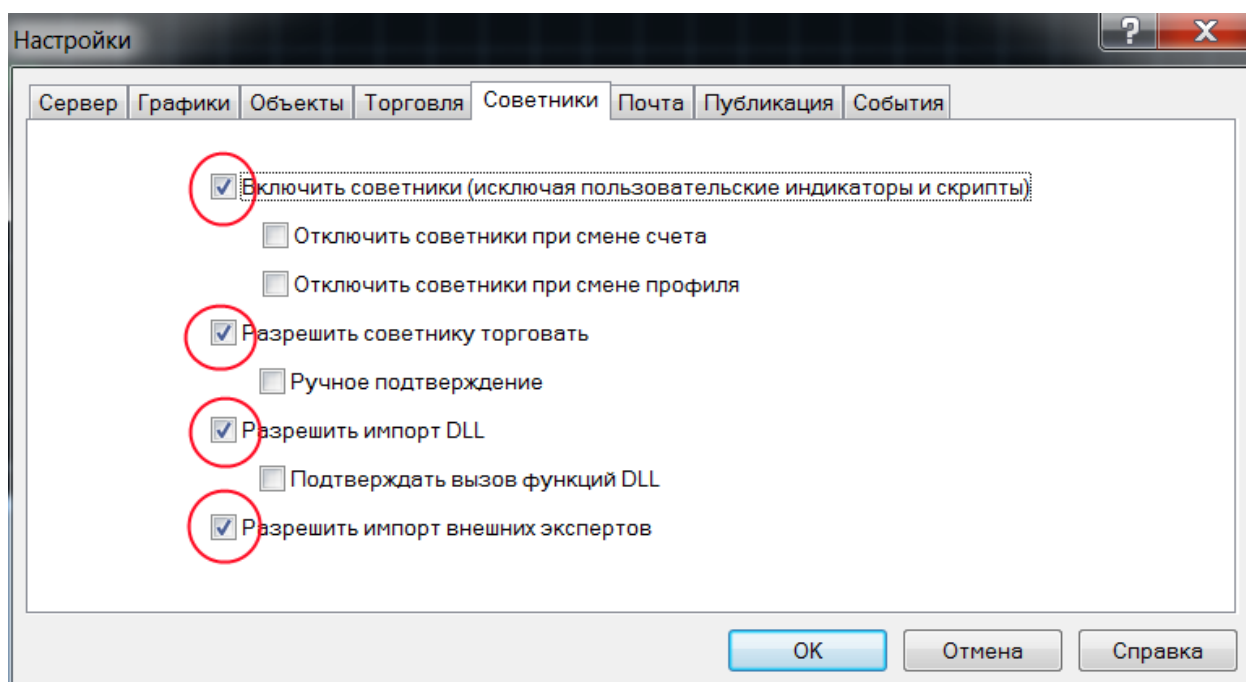 Настройки
Сервер Графики Объекты Торговля Советники Почта Публикация События
Включить советники (исключая пользовательские индикаторы и скрипты)
Отключить советники при смене счета
Отключить советники при смене профиля
Разрешить советнику торговать
Ручное подтверждение
Разрешить импорт DLL
Подтверждать вызов функций DLL
Разрешить импорт внешних экспертов
OK Отмена Справка